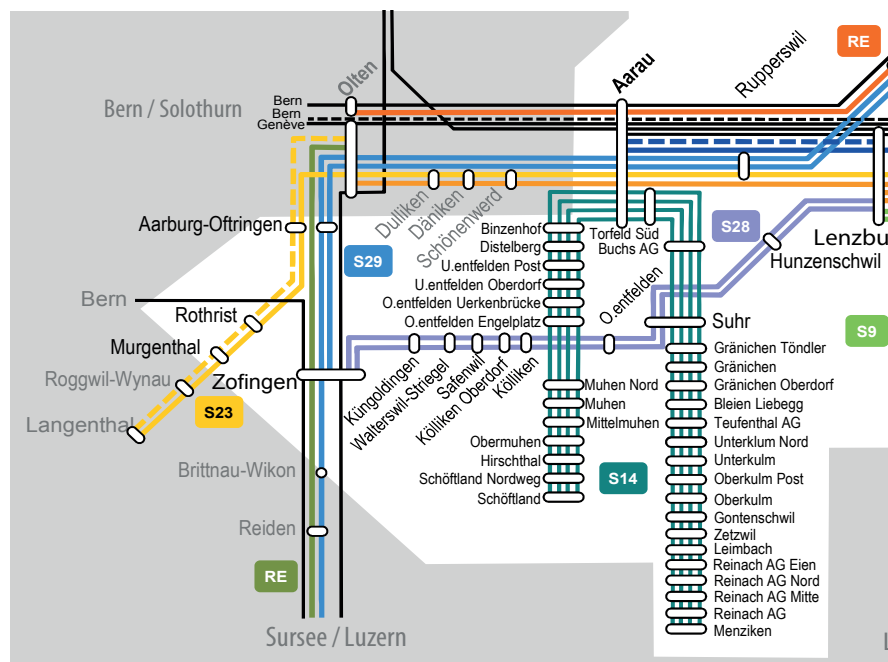 RE
Olten
Aarau
Rupperswil
Bern / Solothurn
Bern
Bern
Genève
Dulliken
Däniken
Schönenwerd
Aarburg-Oftringen
S29
Binzenhof
Distelberg
U.entfelden Post
U.entfelden Oberdorf
O.entfelden Uerkenbrücke
O.entfelden Engelplatz
Torfeld Süd
Buchs AG
S28
Lenzbu
Hunzenschwil
O.entfelden
Bern
Rothrist
Murgenthal
Roggwil-Wynau
Langenthal
S23
Zofingen
Küngoldingen
Walterswil-Striegel
Safenwil
Kölliken Oberdorf
Kölliken
Suhr
S9
Gränichen Töndler
Gränichen
Gränichen Oberdorf
Bleien Liebegg
Teufenthal AG
Unterklum Nord
Unterkulm
Oberkulm Post
Oberkulm
Gontenschwil
Zetzwil
Leimbach
Reinach AG Eien
Reinach AG Nord
Reinach AG Mitte
Reinach AG
Menziken
Muhen Nord
Muhen
Mittelmuhen
Obermuhen
Hirschthal
Schöftland Nordweg
Schöftland
S14
Brittnau-Wikon
Reiden
RE
Sursee / Luzern
L